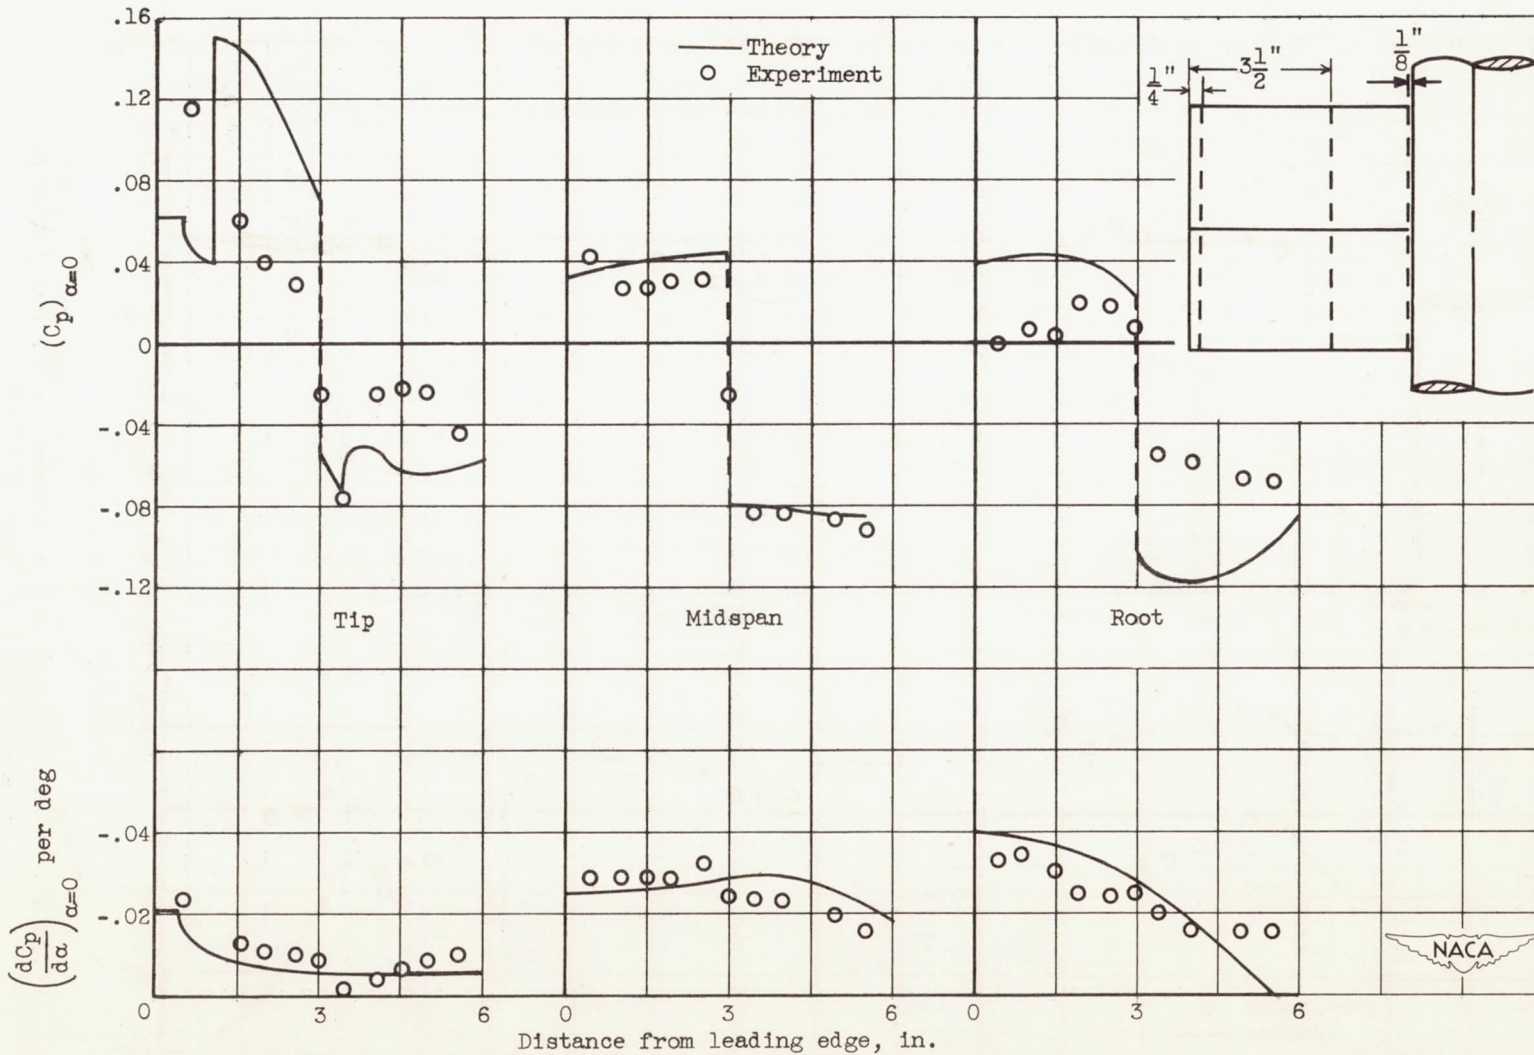 .16
.12
.08
.04
0
-.04
-.08
-.12
(Cp)α=0
Theory
Experiment
1/4"
3 1/2"
1/8"
Tip
Midspan
Root
(dCp/dα)α=0 per deg
-.04
-.02
0 3 6 0 3 0 3 6
Distance from leading edge, in.
NACA